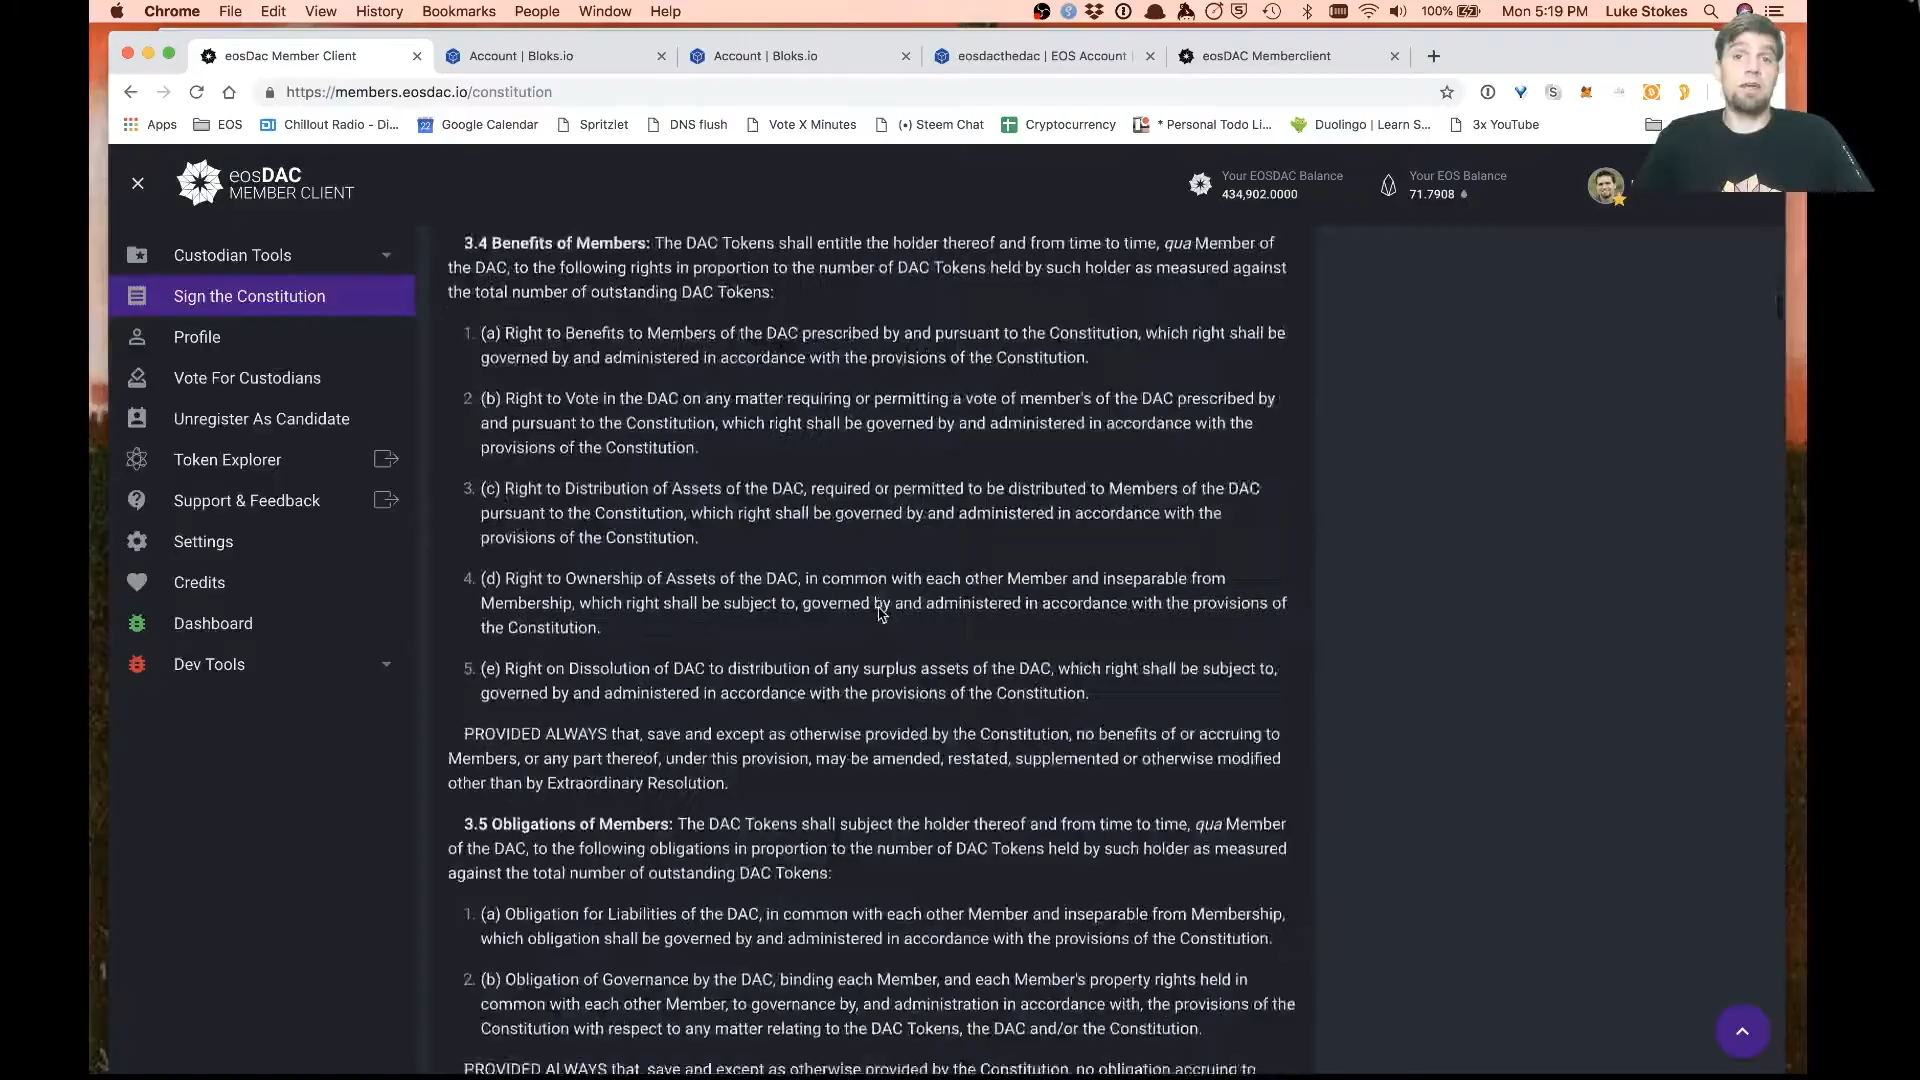 Chrome File Edit View History Bookmarks People Window Help 100% Mon 5:19 PM Luke Stokes
eosDac Member Client Account | Bloks.io Account | Bloks.io eosdacthedac | EOS Account eosDAC Memberclient
https://members.eosdac.io/constitution
Apps EOS Chillout Radio - Di... Google Calendar Spritzlet DNS flush Vote X Minutes (•) Steem Chat Cryptocurrency * Personal Todo Li... Duolingo | Learn S... 3x YouTube
eosDAC
MEMBER CLIENT
Your EOSDAC Balance
434,902.0000
Your EOS Balance
71.7908
Custodian Tools
Sign the Constitution
Profile
Vote For Custodians
Unregister As Candidate
Token Explorer
Support & Feedback
Settings
Credits
Dashboard
Dev Tools
3.4 Benefits of Members: The DAC Tokens shall entitle the holder thereof and from time to time, qua Member of
the DAC, to the following rights in proportion to the number of DAC Tokens held by such holder as measured against
the total number of outstanding DAC Tokens:
1. (a) Right to Benefits to Members of the DAC prescribed by and pursuant to the Constitution, which right shall be
governed by and administered in accordance with the provisions of the Constitution.
2 (b) Right to Vote in the DAC on any matter requiring or permitting a vote of member's of the DAC prescribed by
and pursuant to the Constitution, which right shall be governed by and administered in accordance with the
provisions of the Constitution.
3. (c) Right to Distribution of Assets of the DAC, required or permitted to be distributed to Members of the DAC
pursuant to the Constitution, which right shall be governed by and administered in accordance with the
provisions of the Constitution.
4. (d) Right to Ownership of Assets of the DAC, in common with each other Member and inseparable from
Membership, which right shall be subject to, governed by and administered in accordance with the provisions of
the Constitution.
5. (e) Right on Dissolution of DAC to distribution of any surplus assets of the DAC, which right shall be subject to,
governed by and administered in accordance with the provisions of the Constitution.
PROVIDED ALWAYS that, save and except as otherwise provided by the Constitution, no benefits of or accruing to
Members, or any part thereof, under this provision, may be amended, restated, supplemented or otherwise modified
other than by Extraordinary Resolution.
3.5 Obligations of Members: The DAC Tokens shall subject the holder thereof and from time to time, qua Member
of the DAC, to the following obligations in proportion to the number of DAC Tokens held by such holder as measured
against the total number of outstanding DAC Tokens:
1. (a) Obligation for Liabilities of the DAC, in common with each other Member and inseparable from Membership,
which obligation shall be governed by and administered in accordance with the provisions of the Constitution.
2. (b) Obligation of Governance by the DAC, binding each Member, and each Member's property rights held in
common with each other Member, to governance by, and administration in accordance with, the provisions of the
Constitution with respect to any matter relating to the DAC Tokens, the DAC and/or the Constitution.
PROVIDED ALWAYS that, save and except as otherwise provided by the Constitution, no obligation accruing to